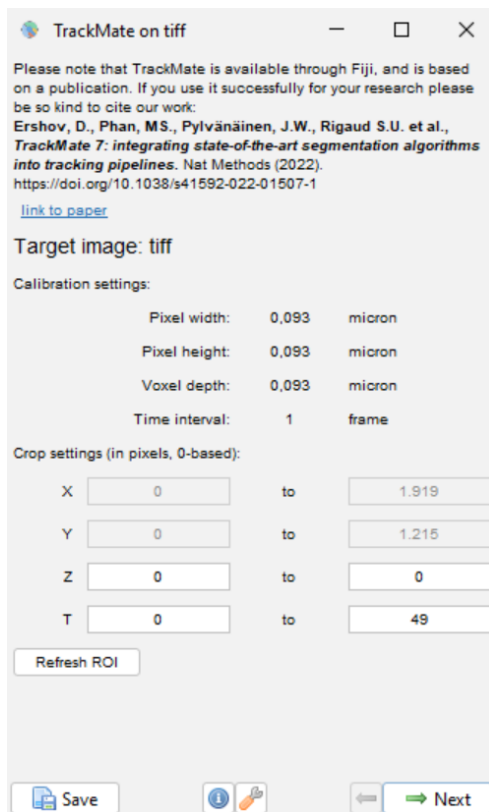 TrackMate on tiff
Please note that TrackMate is available through Fiji, and is based
on a publication. If you use it successfully for your research please
be so kind to cite our work:
Ershov, D., Phan, MS., Pylvänäinen, J.W., Rigaud S.U. et al.,
TrackMate 7: integrating state-of-the-art segmentation algorithms
into tracking pipelines. Nat Methods (2022).
https://doi.org/10.1038/s41592-022-01507-1
link to paper
Target image: tiff
Calibration settings:
Pixel width: 0,093 micron
Pixel height: 0,093 micron
Voxel depth: 0,093 micron
Time interval: 1 frame
Crop settings (in pixels, 0-based):
X 0 to 1.919
Y 0 to 1.215
Z 0 to 0
T 0 to 49
Refresh ROI
Save Next